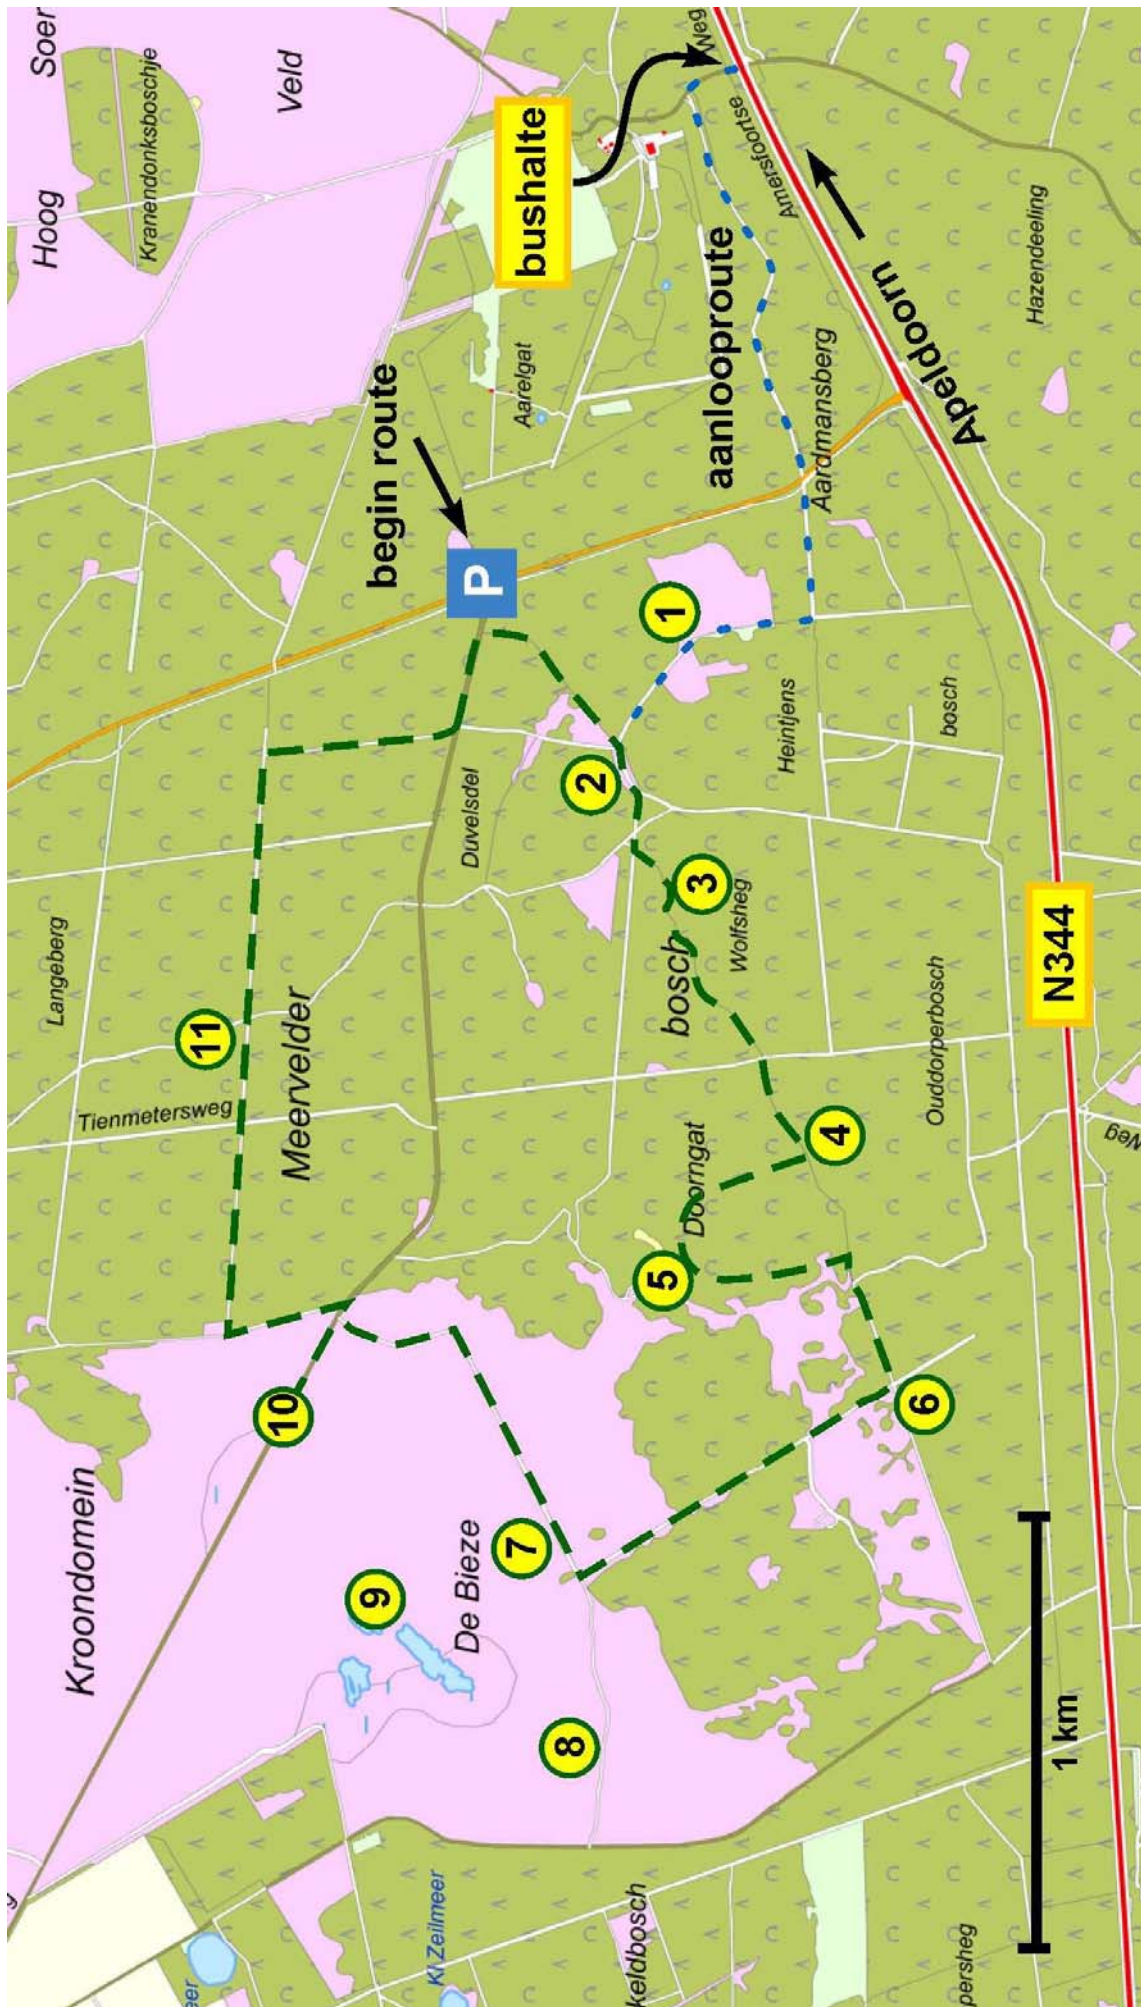 Soer
Hoog
Kranendonksboschje
Veld
Kroondomein
Langeberg
Tienmetersweg
11
Meervelder
10
begin route
P
bushalte
Aarelgat
Duvelsdel
9
De Bieze
7
8
2
1
3
bosch
Wolfsheg
Doorngat
5
4
6
aanlooproute
Amersfoortse
Weg
Aardmansberg
Apeldoorn
Hazendeeling
Heintjens
bosch
Ouddorperbosch
N344
Weg
1 km
Kl Zeilmeer
eer
keldbosch
persheg